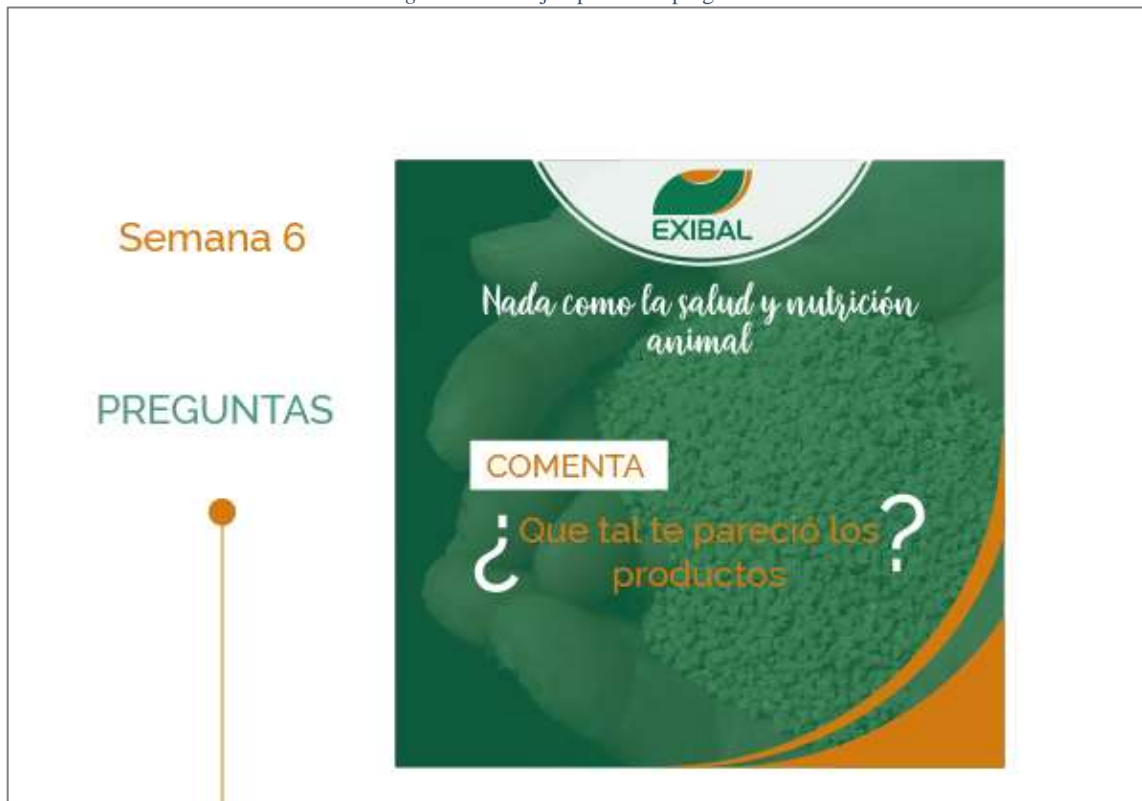 Semana 6
PREGUNTAS
EXIBAL
Nada como la salud y nutrición
animal
COMENTA
¿Que tal te pareció los?
productos